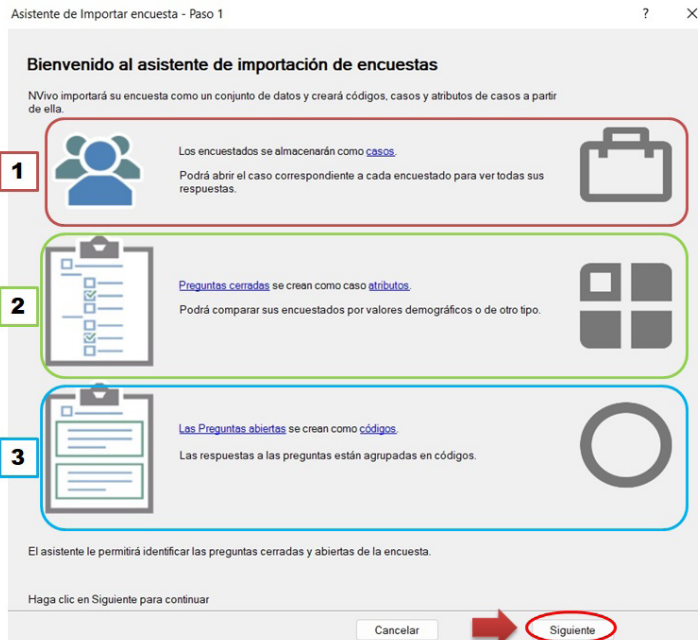 Asistente de Importar encuesta - Paso 1
?
Bienvenido al asistente de importación de encuestas
NVivo importará su encuesta como un conjunto de datos y creará códigos, casos y atributos de casos a partir
de ella.
1
Los encuestados se almacenarán como casos.
Podrá abrir el caso correspondiente a cada encuestado para ver todas sus
respuestas.
2
Preguntas cerradas se crean como caso atributos.
Podrá comparar sus encuestados por valores demográficos o de otro tipo.
3
Las Preguntas abiertas se crean como códigos.
Las respuestas a las preguntas están agrupadas en códigos.
El asistente le permitirá identificar las preguntas cerradas y abiertas de la encuesta.
Haga clic en Siguiente para continuar
Cancelar
Siguiente